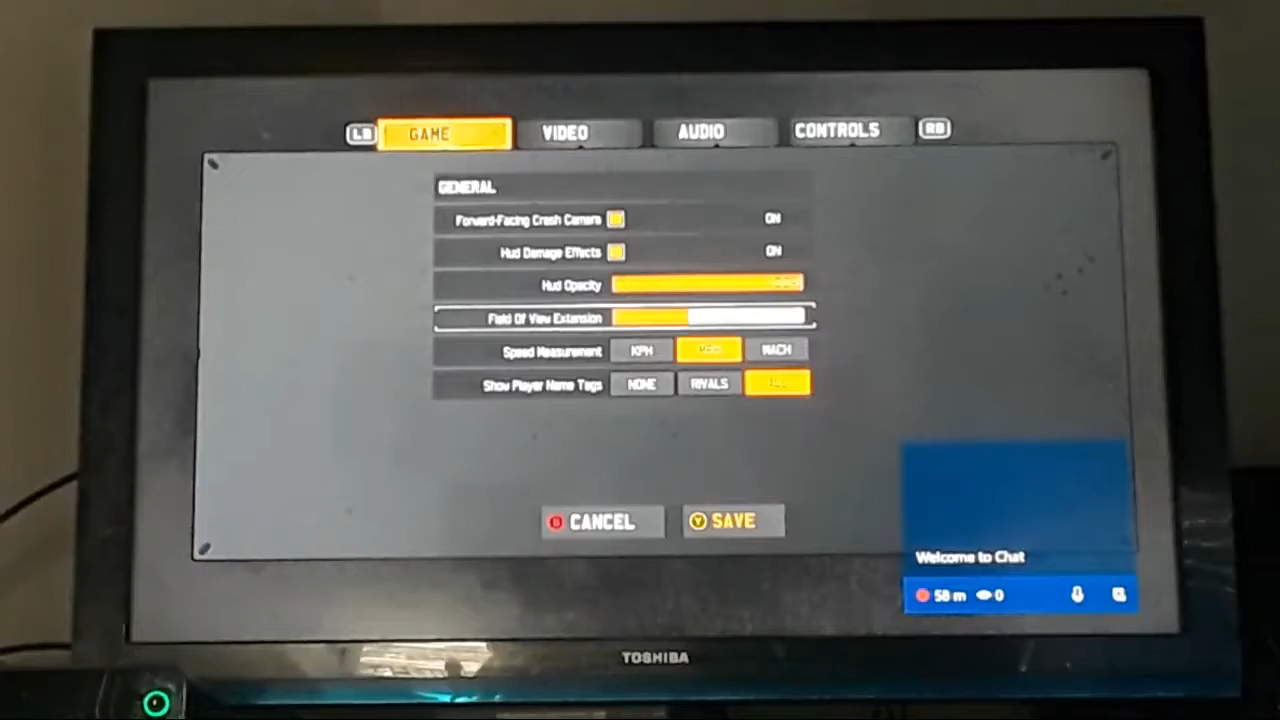 LB GAME VIDEO AUDIO CONTROLS RB
GENERAL
Forward-Facing Crash Camera ON
Hud Damage Effects ON
Hud Opacity
Field Of View Extension
Speed Measurement KPH MACH
Show Player Name Tags NONE RIVALS ALL
B CANCEL Y SAVE
Welcome to Chat
58 m 0
TOSHIBA